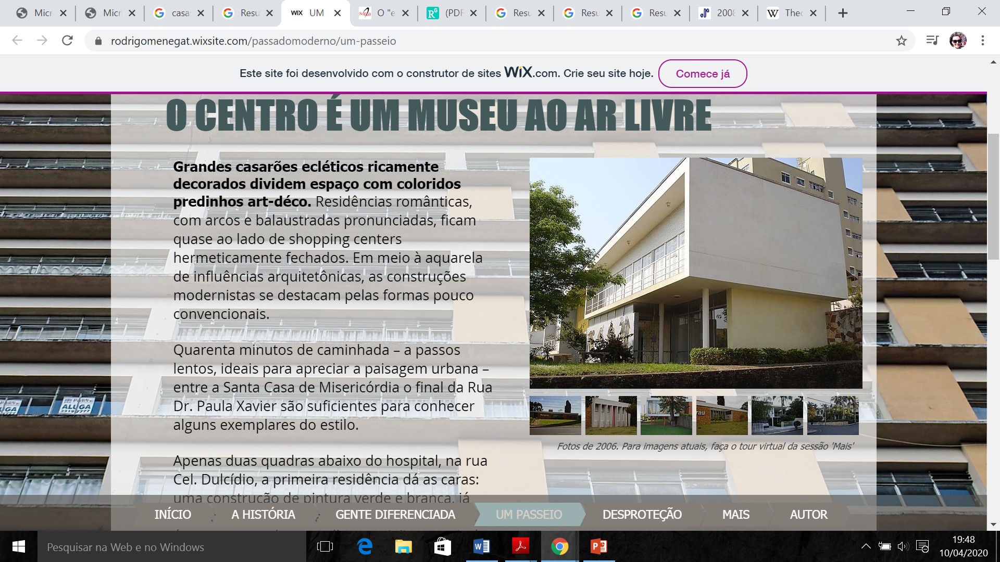 Micr
Micr
casa
Resu
WiX UM
O "e
(PDF
Resu
Resu
Resu
2008
W Theo
rodrigomenegat.wixsite.com/passadomoderno/um-passeio
Este site foi desenvolvido com o construtor de sites WiX.com. Crie seu site hoje.
Comece já
O CENTRO É UM MUSEU AO AR LIVRE
Grandes casarões ecléticos ricamente
decorados dividem espaço com coloridos
predinhos art-déco. Residências românticas,
com arcos e balaustradas pronunciadas, ficam
quase ao lado de shopping centers
hermeticamente fechados. Em meio à aquarela
de influências arquitetônicas, as construções
modernistas se destacam pelas formas pouco
convencionais.
Quarenta minutos de caminhada – a passos
lentos, ideais para apreciar a paisagem urbana –
entre a Santa Casa de Misericórdia o final da Rua
Dr. Paula Xavier são suficientes para conhecer
alguns exemplares do estilo.
Apenas duas quadras abaixo do hospital, na rua
Cel. Dulcídio, a primeira residência dá as caras:
uma construção de pintura verde e branca, já
Fotos de 2006. Para imagens atuais, faça o tour virtual da sessão 'Mais'
ALUGA
INÍCIO
A HISTÓRIA
GENTE DIFERENCIADA
UM PASSEIO
DESPROTEÇÃO
MAIS
AUTOR
Pesquisar na Web e no Windows
19:48
10/04/2020